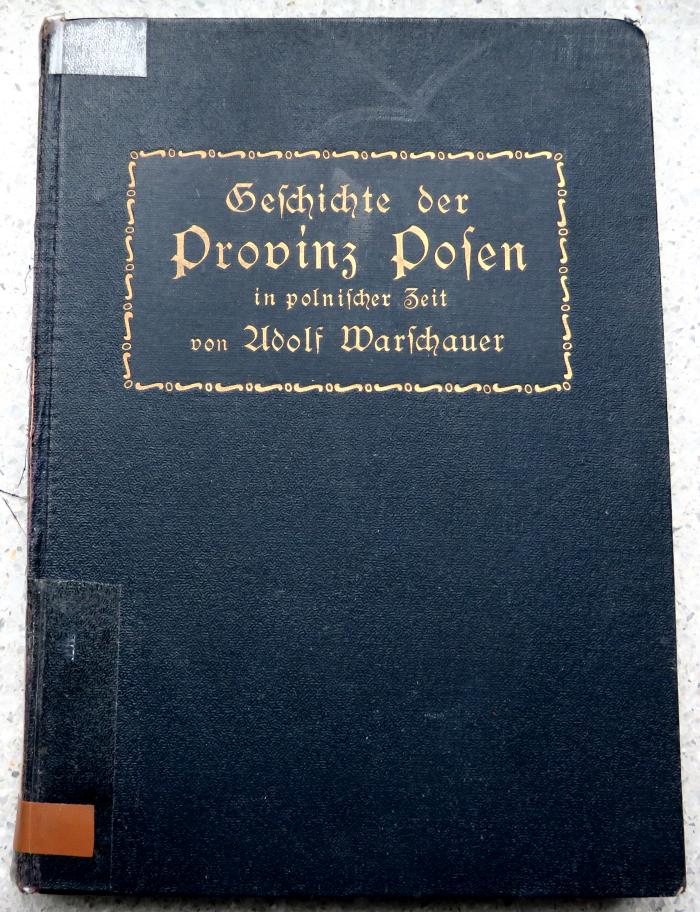 Geſchichte der
Provinz Poſen
in polniſcher Zeit
von Adolf Warſchauer